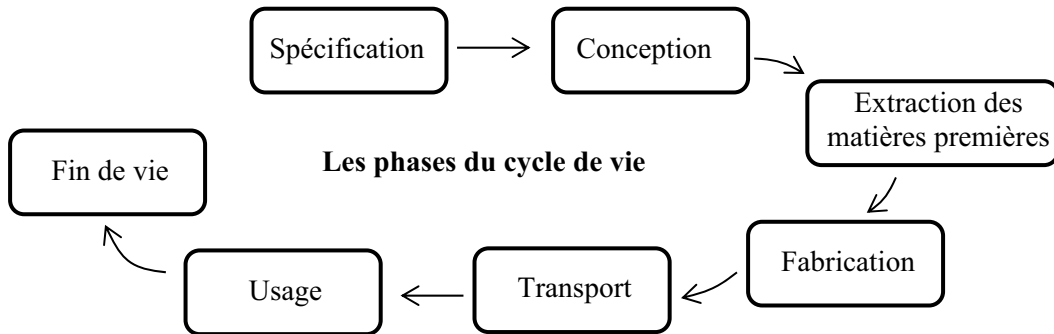 Spécification
Conception
Extraction des
matières premières
Les phases du cycle de vie
Fin de vie
Fabrication
Transport
Usage